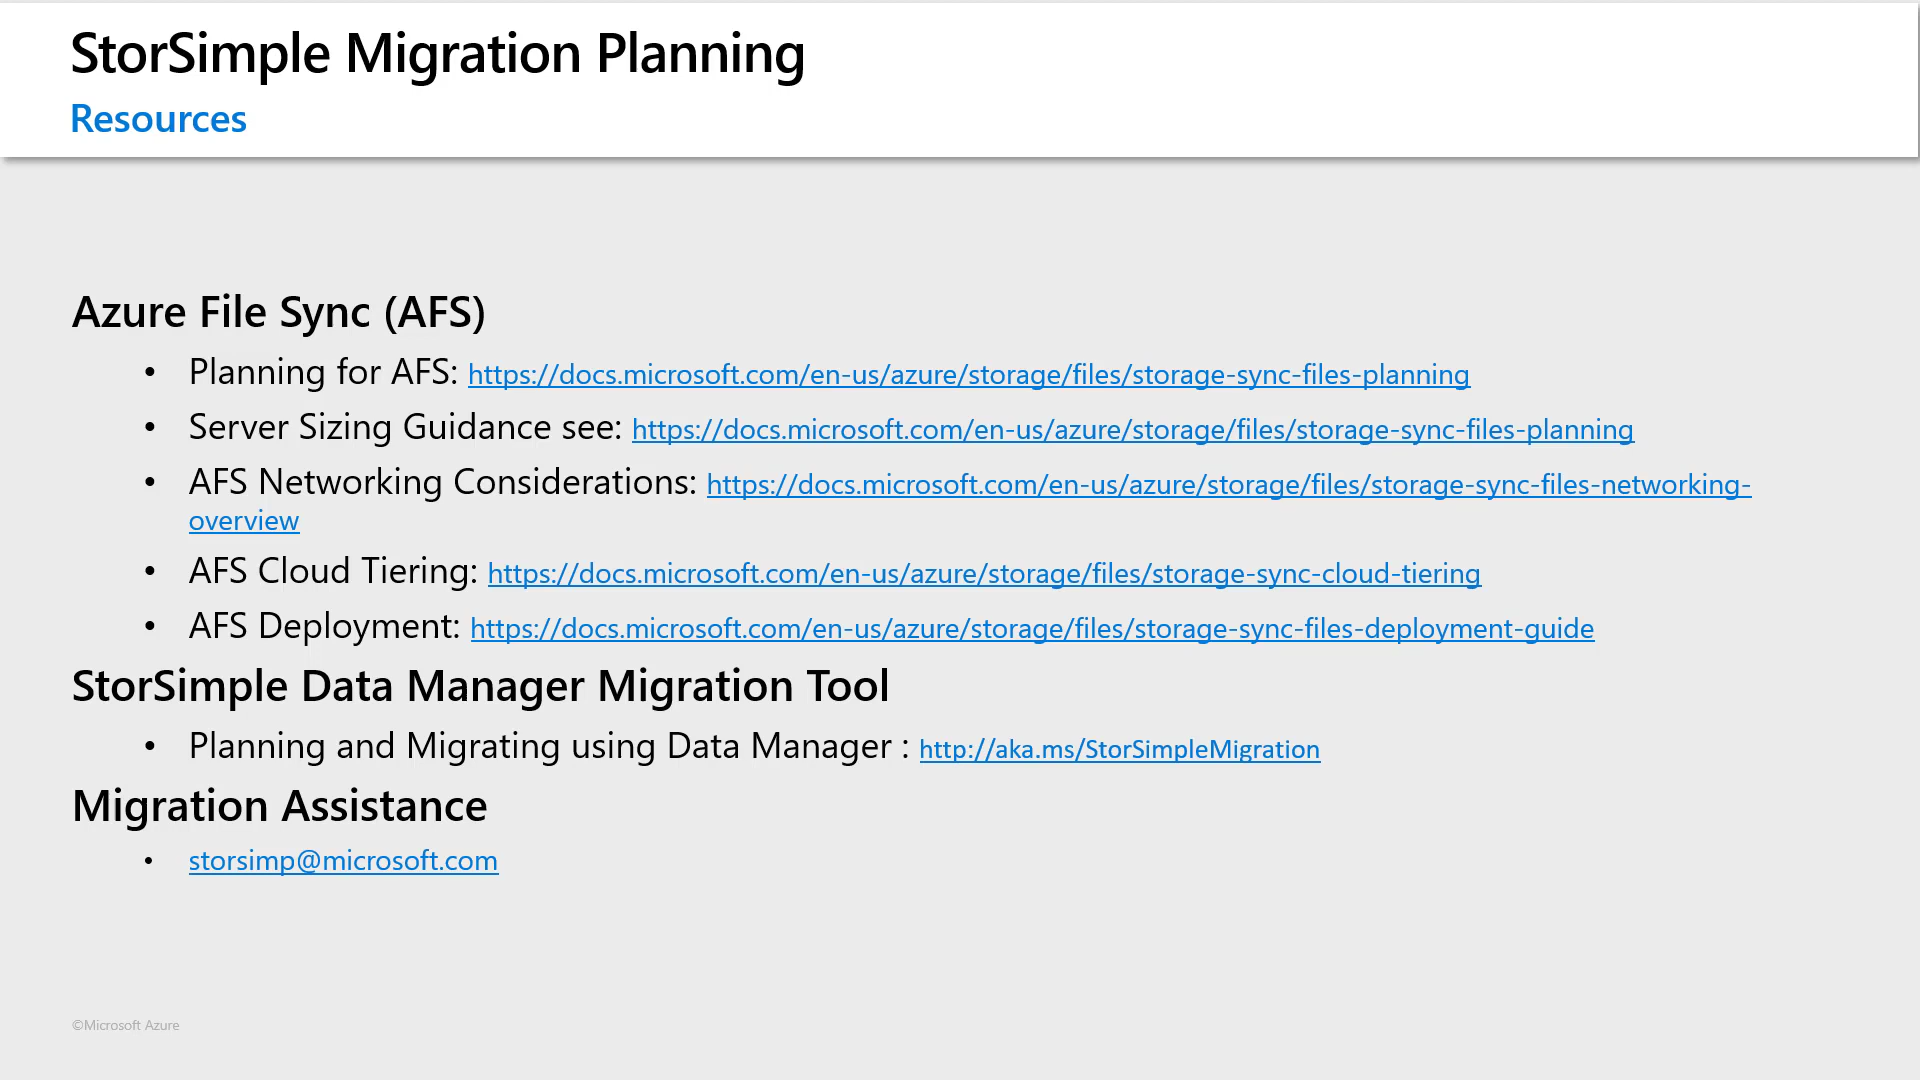 StorSimple Migration Planning
Resources
Azure File Sync (AFS)
• Planning for AFS: https://docs.microsoft.com/en-us/azure/storage/files/storage-sync-files-planning
• Server Sizing Guidance see: https://docs.microsoft.com/en-us/azure/storage/files/storage-sync-files-planning
• AFS Networking Considerations: https://docs.microsoft.com/en-us/azure/storage/files/storage-sync-files-networking-
overview
• AFS Cloud Tiering: https://docs.microsoft.com/en-us/azure/storage/files/storage-sync-cloud-tiering
• AFS Deployment: https://docs.microsoft.com/en-us/azure/storage/files/storage-sync-files-deployment-guide
StorSimple Data Manager Migration Tool
• Planning and Migrating using Data Manager : http://aka.ms/StorSimpleMigration
Migration Assistance
• storsimp@microsoft.com
©Microsoft Azure